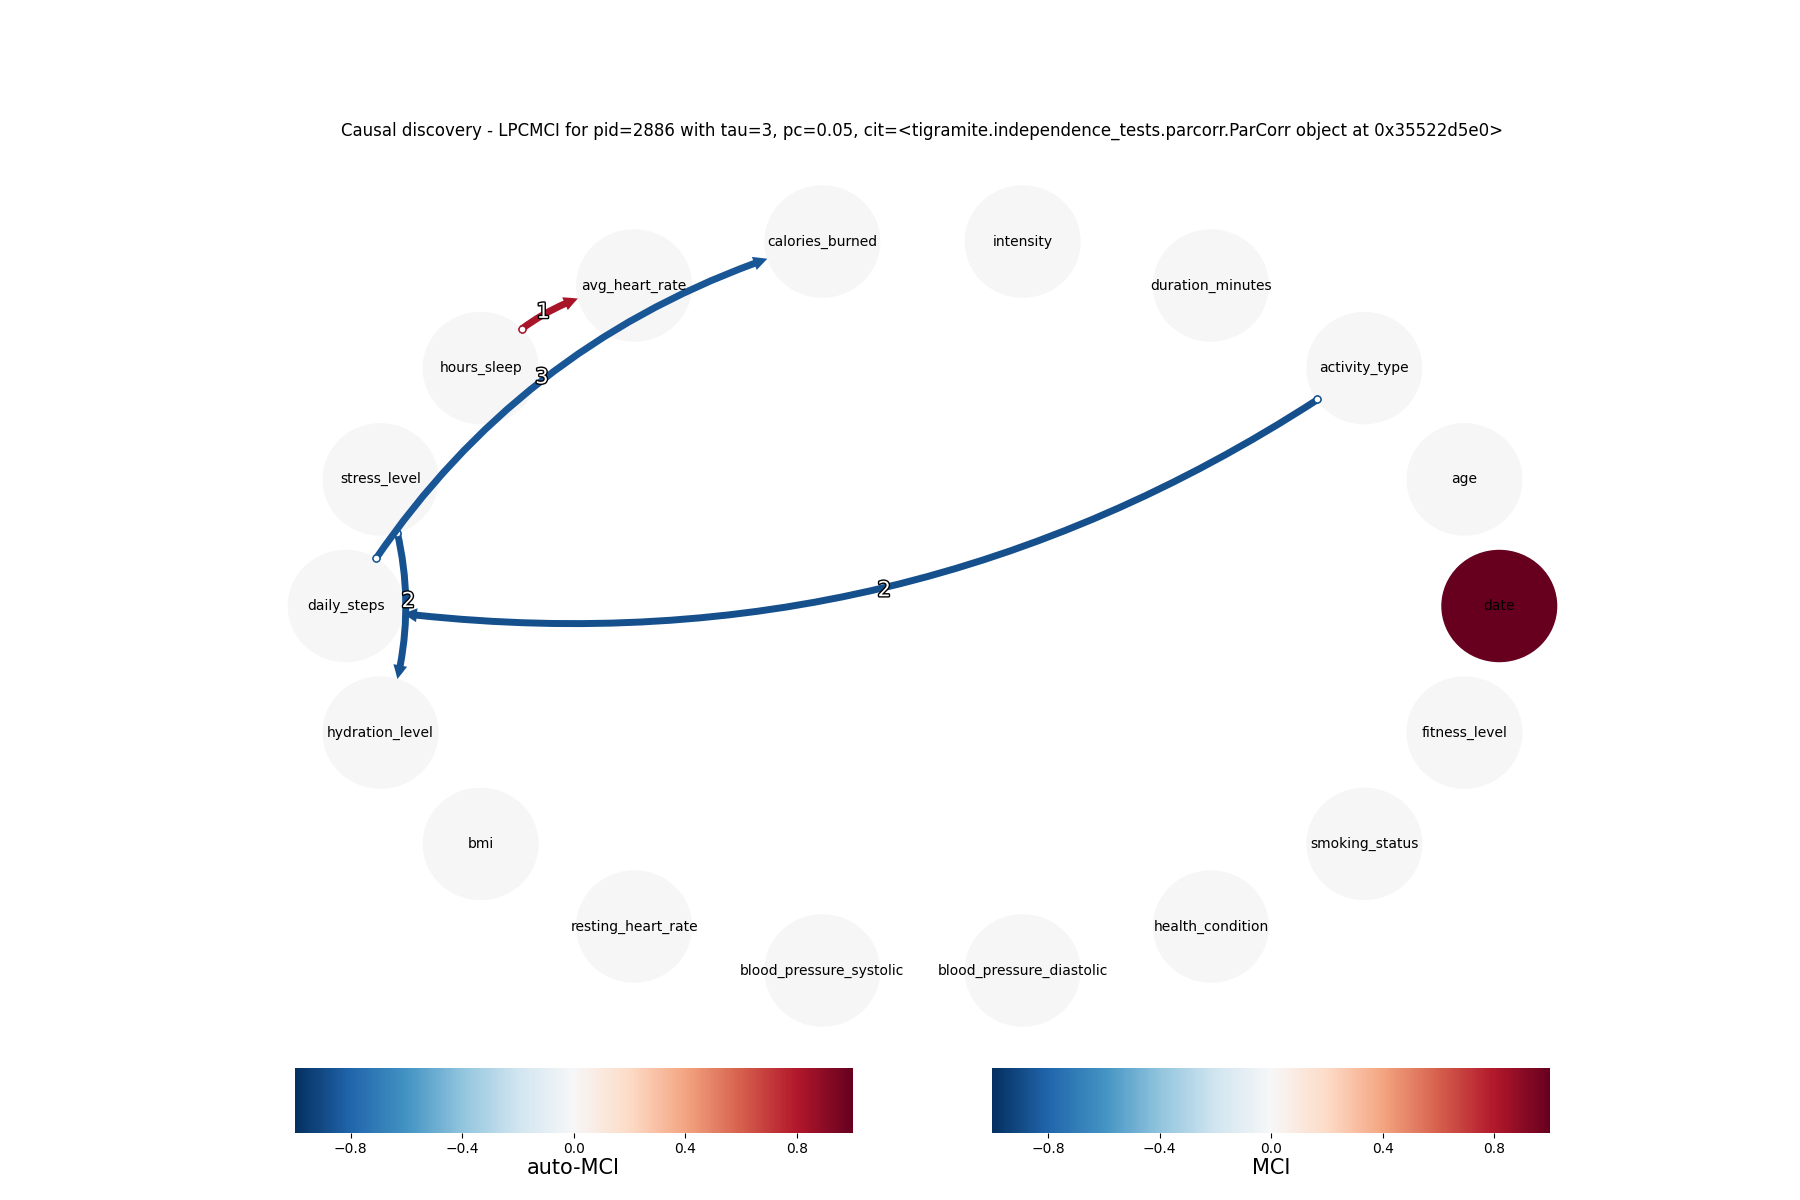 Causal discovery - LPCMCI for pid=2886 with tau=3, pc=0.05, cit=<tigramite.independence_tests.parcorr.ParCorr object at 0x35522d5e0>
calories_burned
intensity
avg_heart_rate
duration_minutes
1
hours_sleep
3
activity_type
stress_level
age
2
2
daily_steps
date
hydration_level
fitness_level
bmi
smoking_status
resting_heart_rate
health_condition
blood_pressure_systolic
blood_pressure_diastolic
−0.8 −0.4 0.0 0.4 0.8
auto-MCI
−0.8 −0.4 0.0 0.4 0.8
MCI